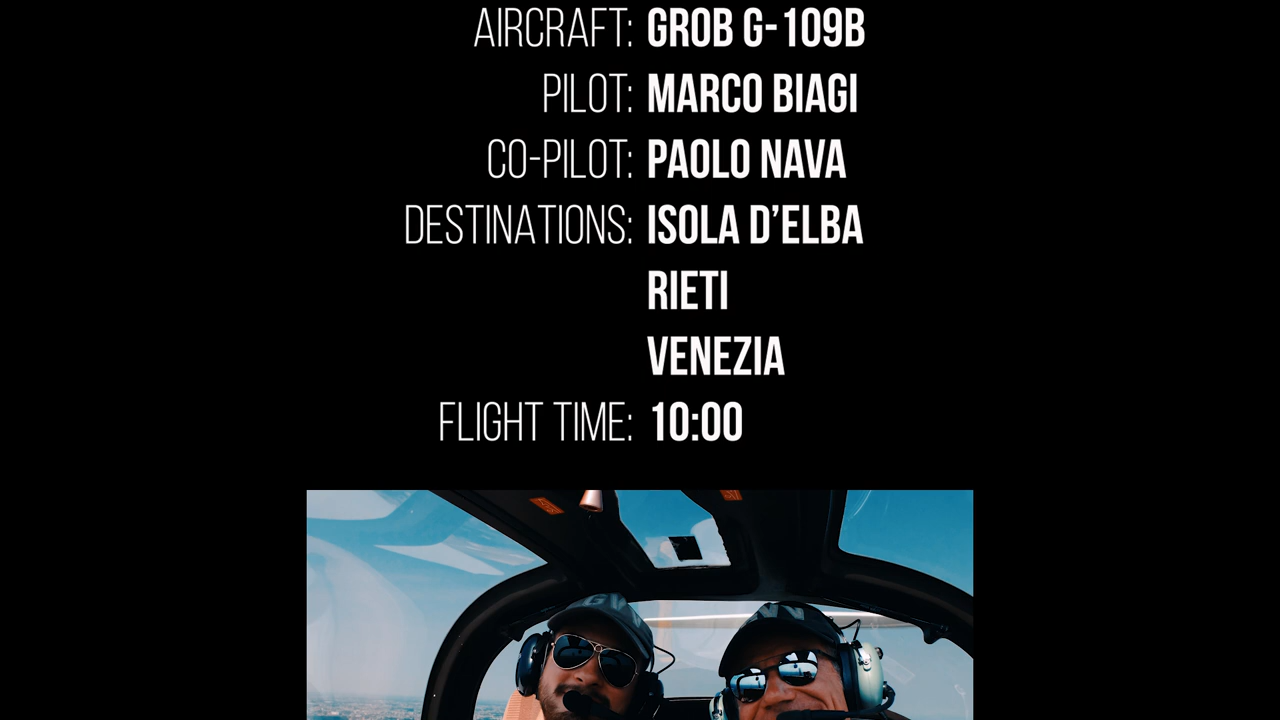 AIRCRAFT: GROB G-109B
PILOT: MARCO BIAGI
CO-PILOT: PAOLO NAVA
DESTINATIONS: ISOLA D’ELBA
RIETI
VENEZIA
FLIGHT TIME: 10:00